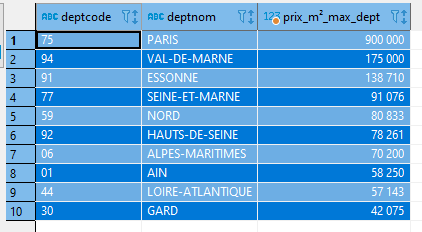 ABC deptcode ABC deptnom 123 prix_m²_max_dept
1 75 PARIS 900 000
2 94 VAL-DE-MARNE 175 000
3 91 ESSONNE 138 710
4 77 SEINE-ET-MARNE 91 076
5 59 NORD 80 833
6 92 HAUTS-DE-SEINE 78 261
7 06 ALPES-MARITIMES 70 200
8 01 AIN 58 250
9 44 LOIRE-ATLANTIQUE 57 143
10 30 GARD 42 075